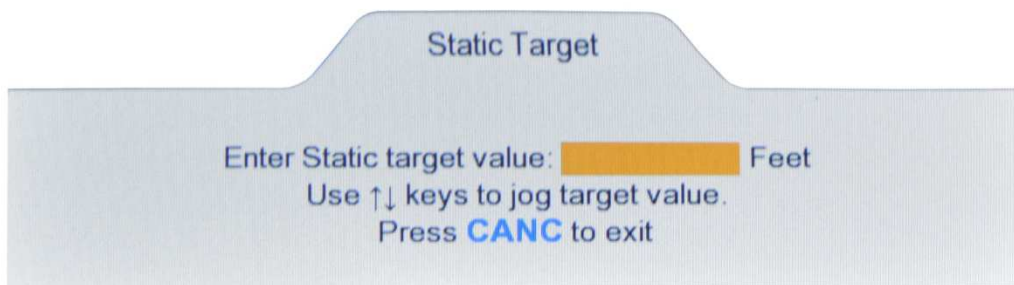 Static Target
Enter Static target value: Feet
Use ↑↓ keys to jog target value.
Press CANC to exit